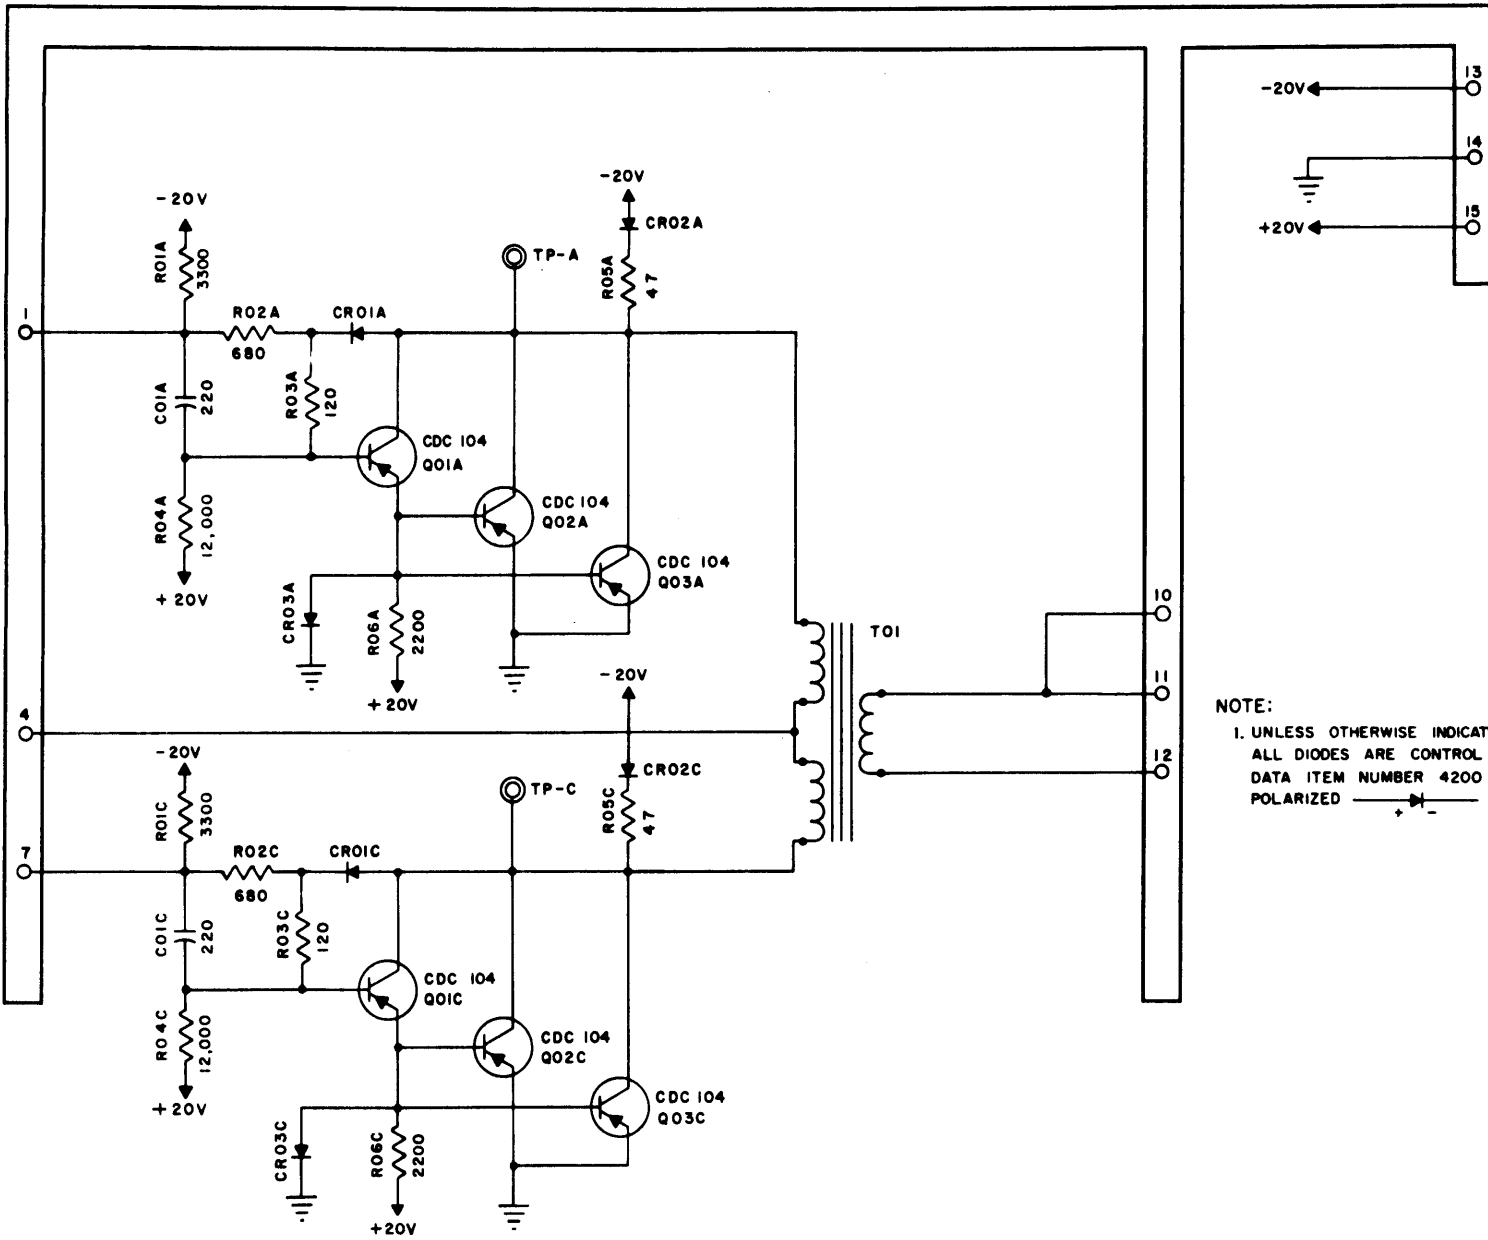 13
-20V
14
+20V
15
-20V
-20V
R01A
3300
CR02A
TP-A
R05A
47
1
R02A
CR01A
680
C01A
220
R03A
120
CDC 104
Q01A
R04A
12,000
CDC 104
Q02A
CDC 104
Q03A
+20V
CR03A
R06A
2200
+20V
10
T01
11
-20V
4
-20V
12
CR02C
TP-C
R01C
3300
R05C
47
7
R02C
CR01C
680
C01C
220
R03C
120
CDC 104
Q01C
R04C
12,000
CDC 104
Q02C
CDC 104
Q03C
+20V
CR03C
R06C
2200
+20V
NOTE:
1. UNLESS OTHERWISE INDICAT
ALL DIODES ARE CONTROL
DATA ITEM NUMBER 4200
POLARIZED
+ -